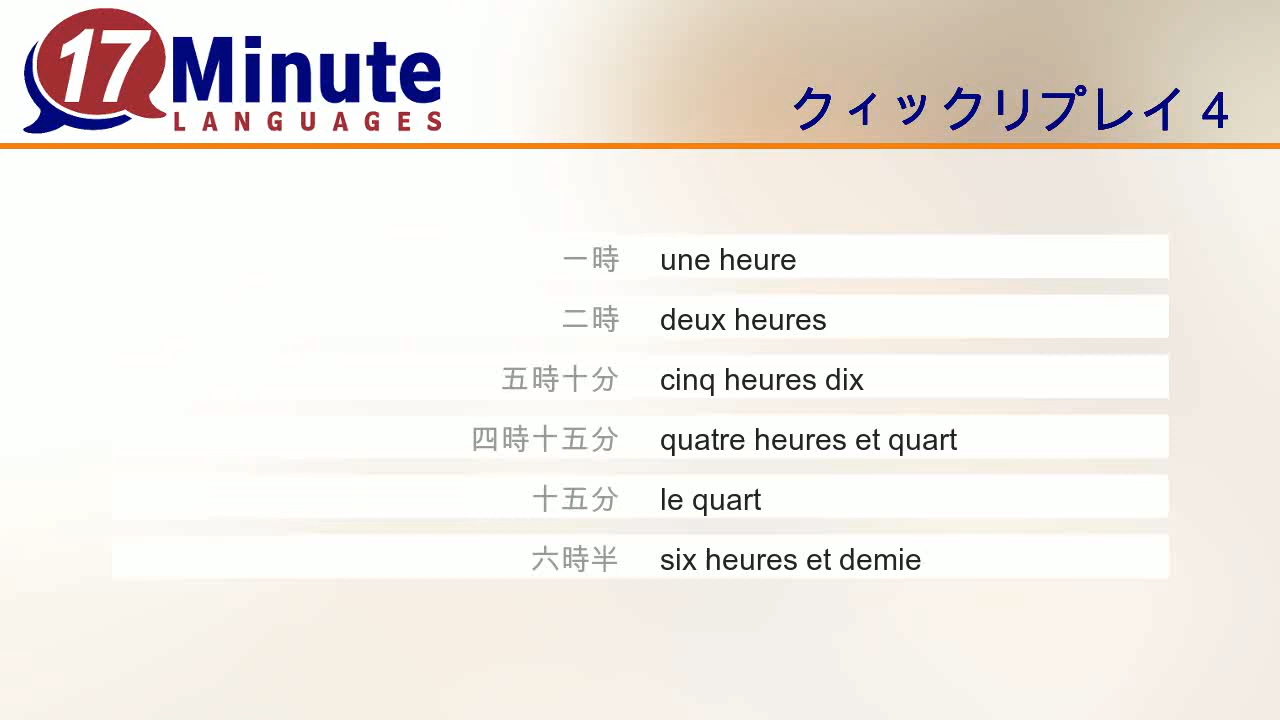 17 Minute
LANGUAGES
クィックリプレイ 4
一時 une heure
二時 deux heures
五時十分 cinq heures dix
四時十五分 quatre heures et quart
十五分 le quart
六時半 six heures et demie